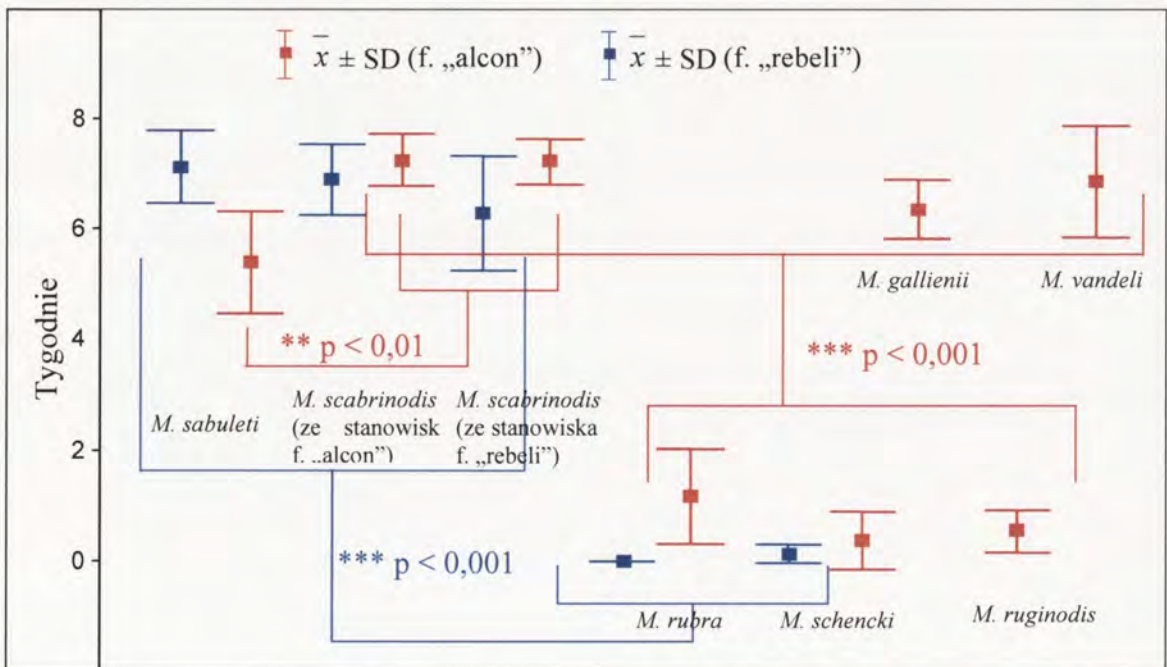 x̄ ± SD (f. „alcon”)
x̄ ± SD (f. „rebeli”)
Tygodnie
8
6
4
2
0
M. gallienii
M. vandeli
** p < 0,01
*** p < 0,001
M. sabuleti
M. scabrinodis
(ze stanowisk
f. „alcon”)
M. scabrinodis
(ze stanowiska
f. „rebeli”)
*** p < 0,001
M. rubra
M. schencki
M. ruginodis